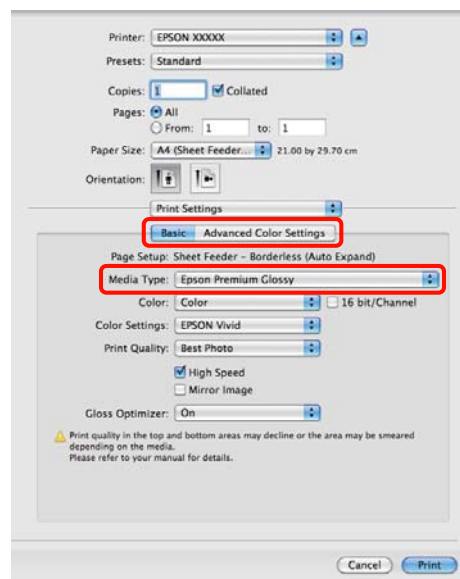 Printer: EPSON XXXXX
Presets: Standard
Copies: 1 Collated
Pages: All
From: 1 to: 1
Paper Size: A4 (Sheet Feeder... 21.00 by 29.70 cm
Orientation:
Print Settings
Basic Advanced Color Settings
Page Setup: Sheet Feeder - Borderless (Auto Expand)
Media Type: Epson Premium Glossy
Color: Color 16 bit/Channel
Color Settings: EPSON Vivid
Print Quality: Best Photo
High Speed
Mirror Image
Gloss Optimizer: On
Print quality in the top and bottom areas may decline or the area may be smeared
depending on the media.
Please refer to your manual for details.
Cancel Print